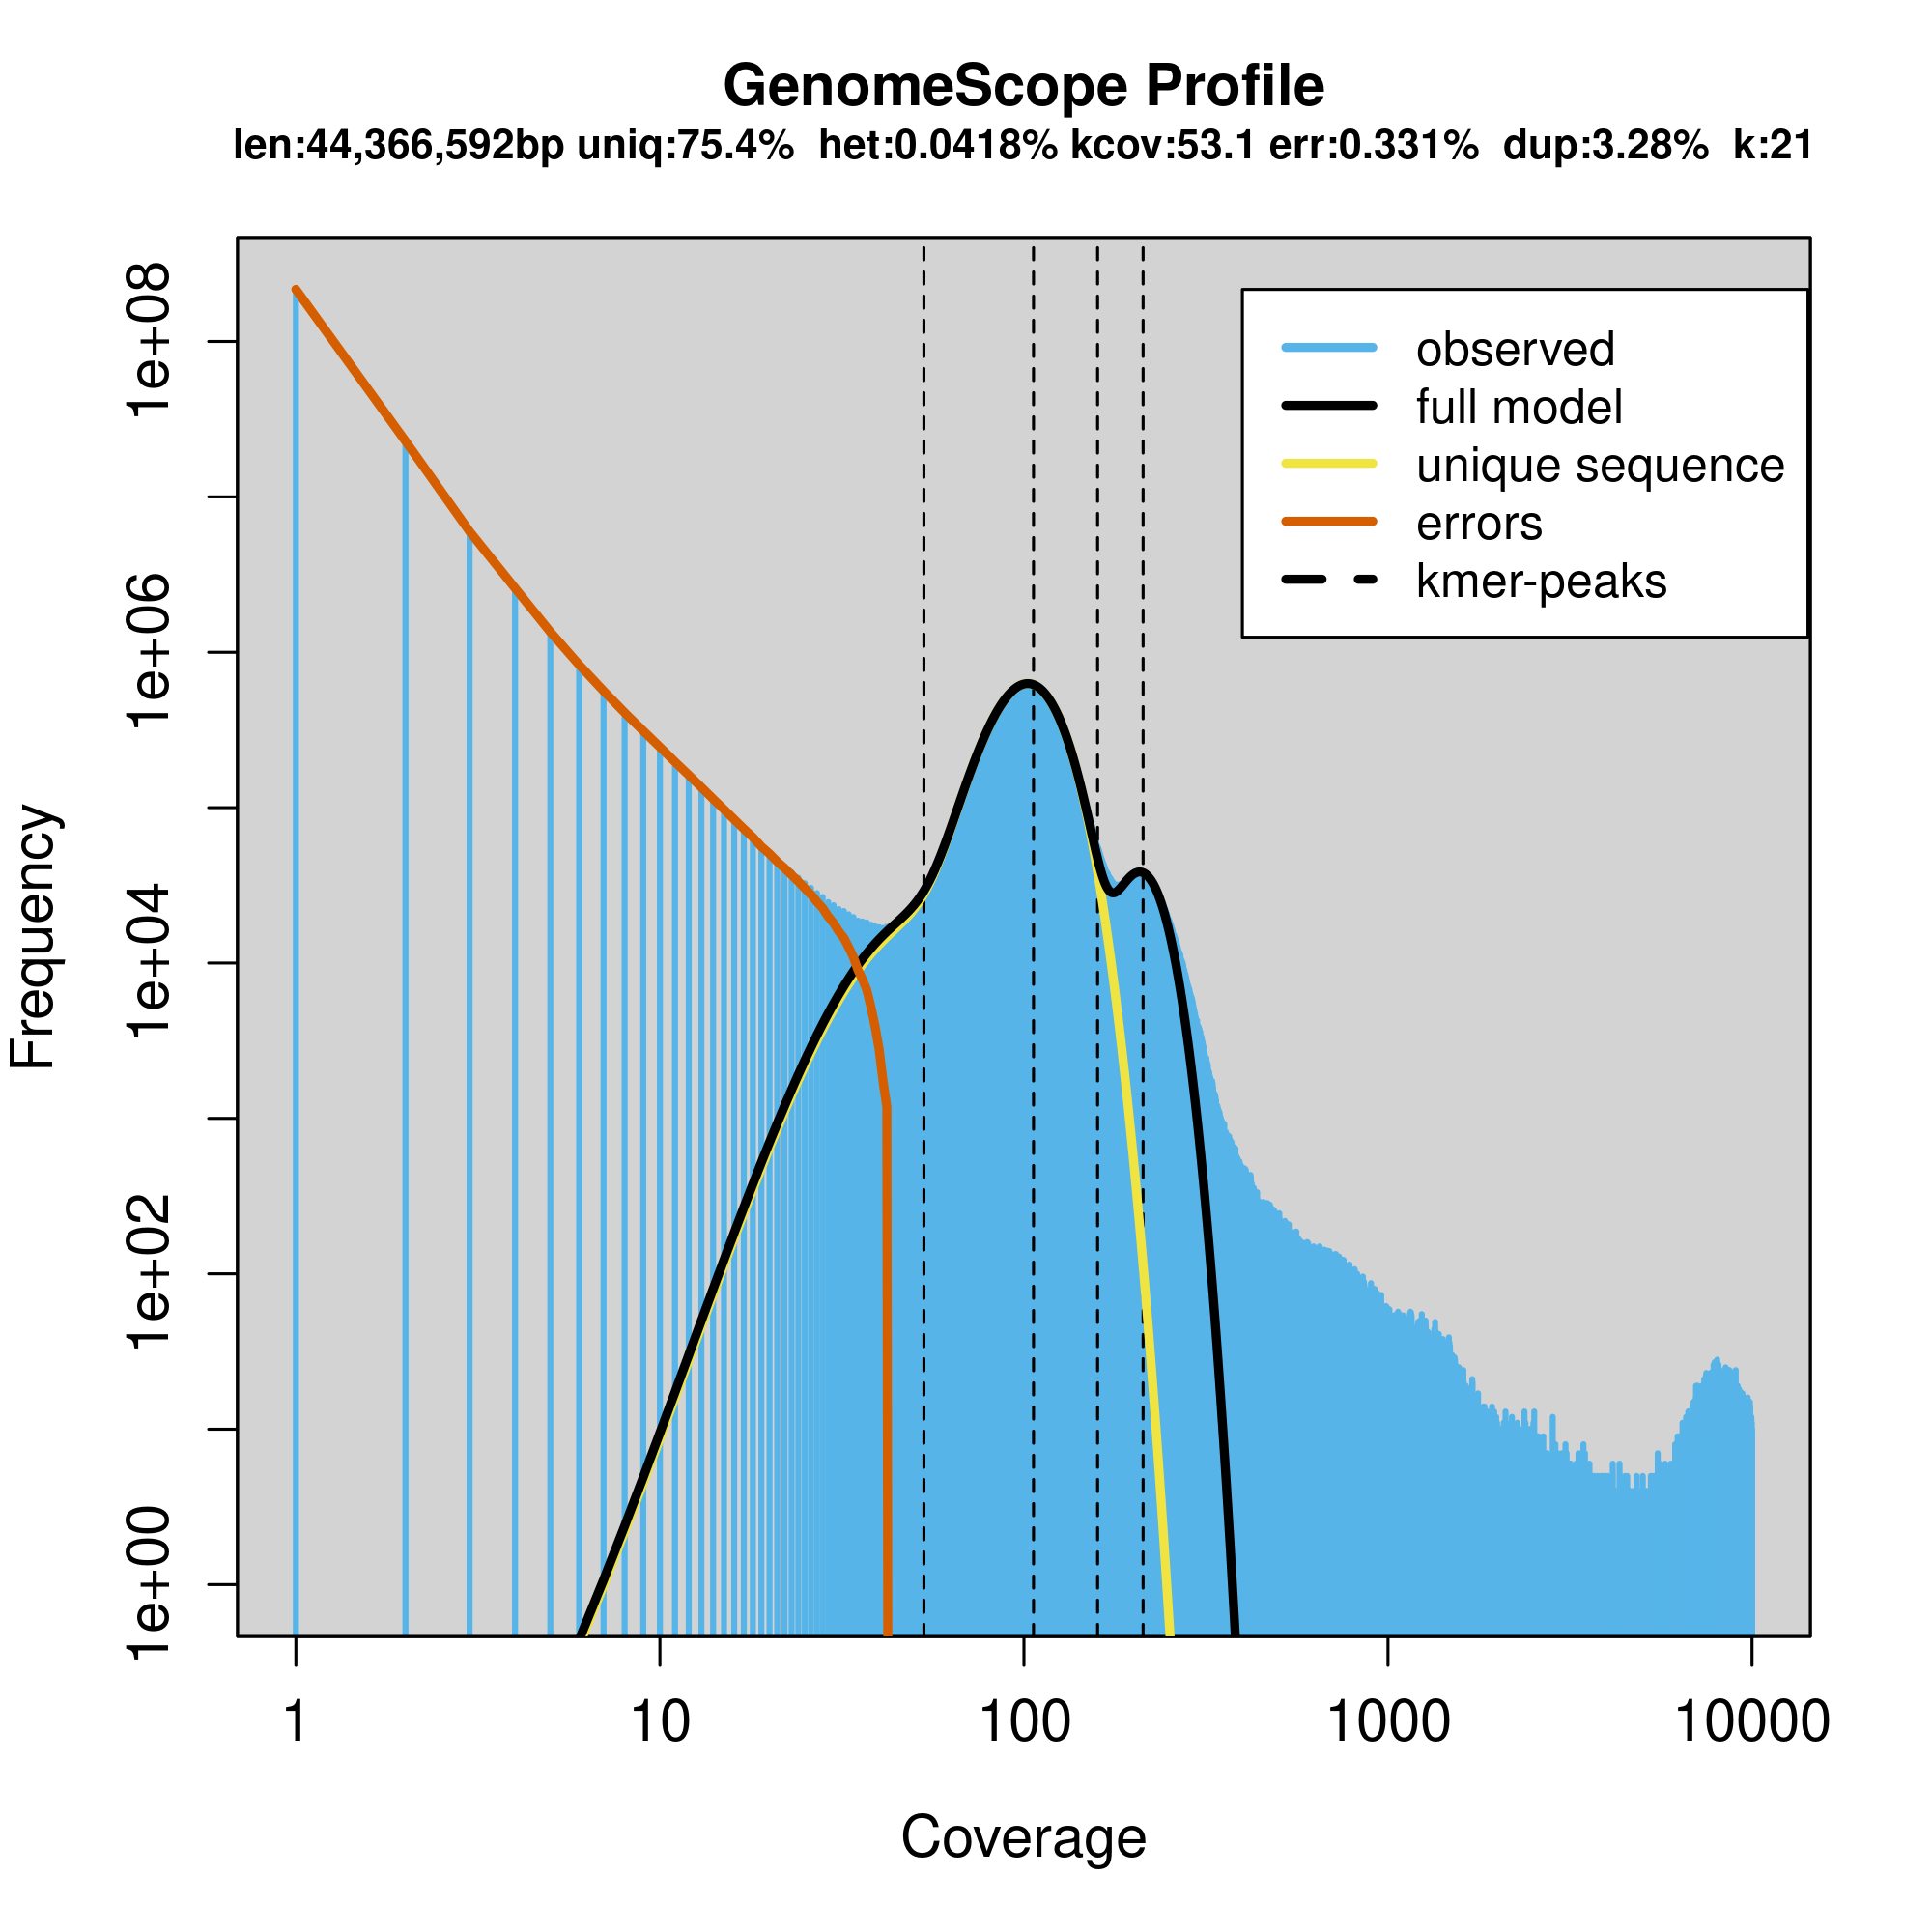 GenomeScope Profile
len:44,366,592bp uniq:75.4% het:0.0418% kcov:53.1 err:0.331% dup:3.28% k:21
observed
full model
unique sequence
errors
kmer-peaks
Frequency
1e+08
1e+06
1e+04
1e+02
1e+00
1 10 100 1000 10000
Coverage